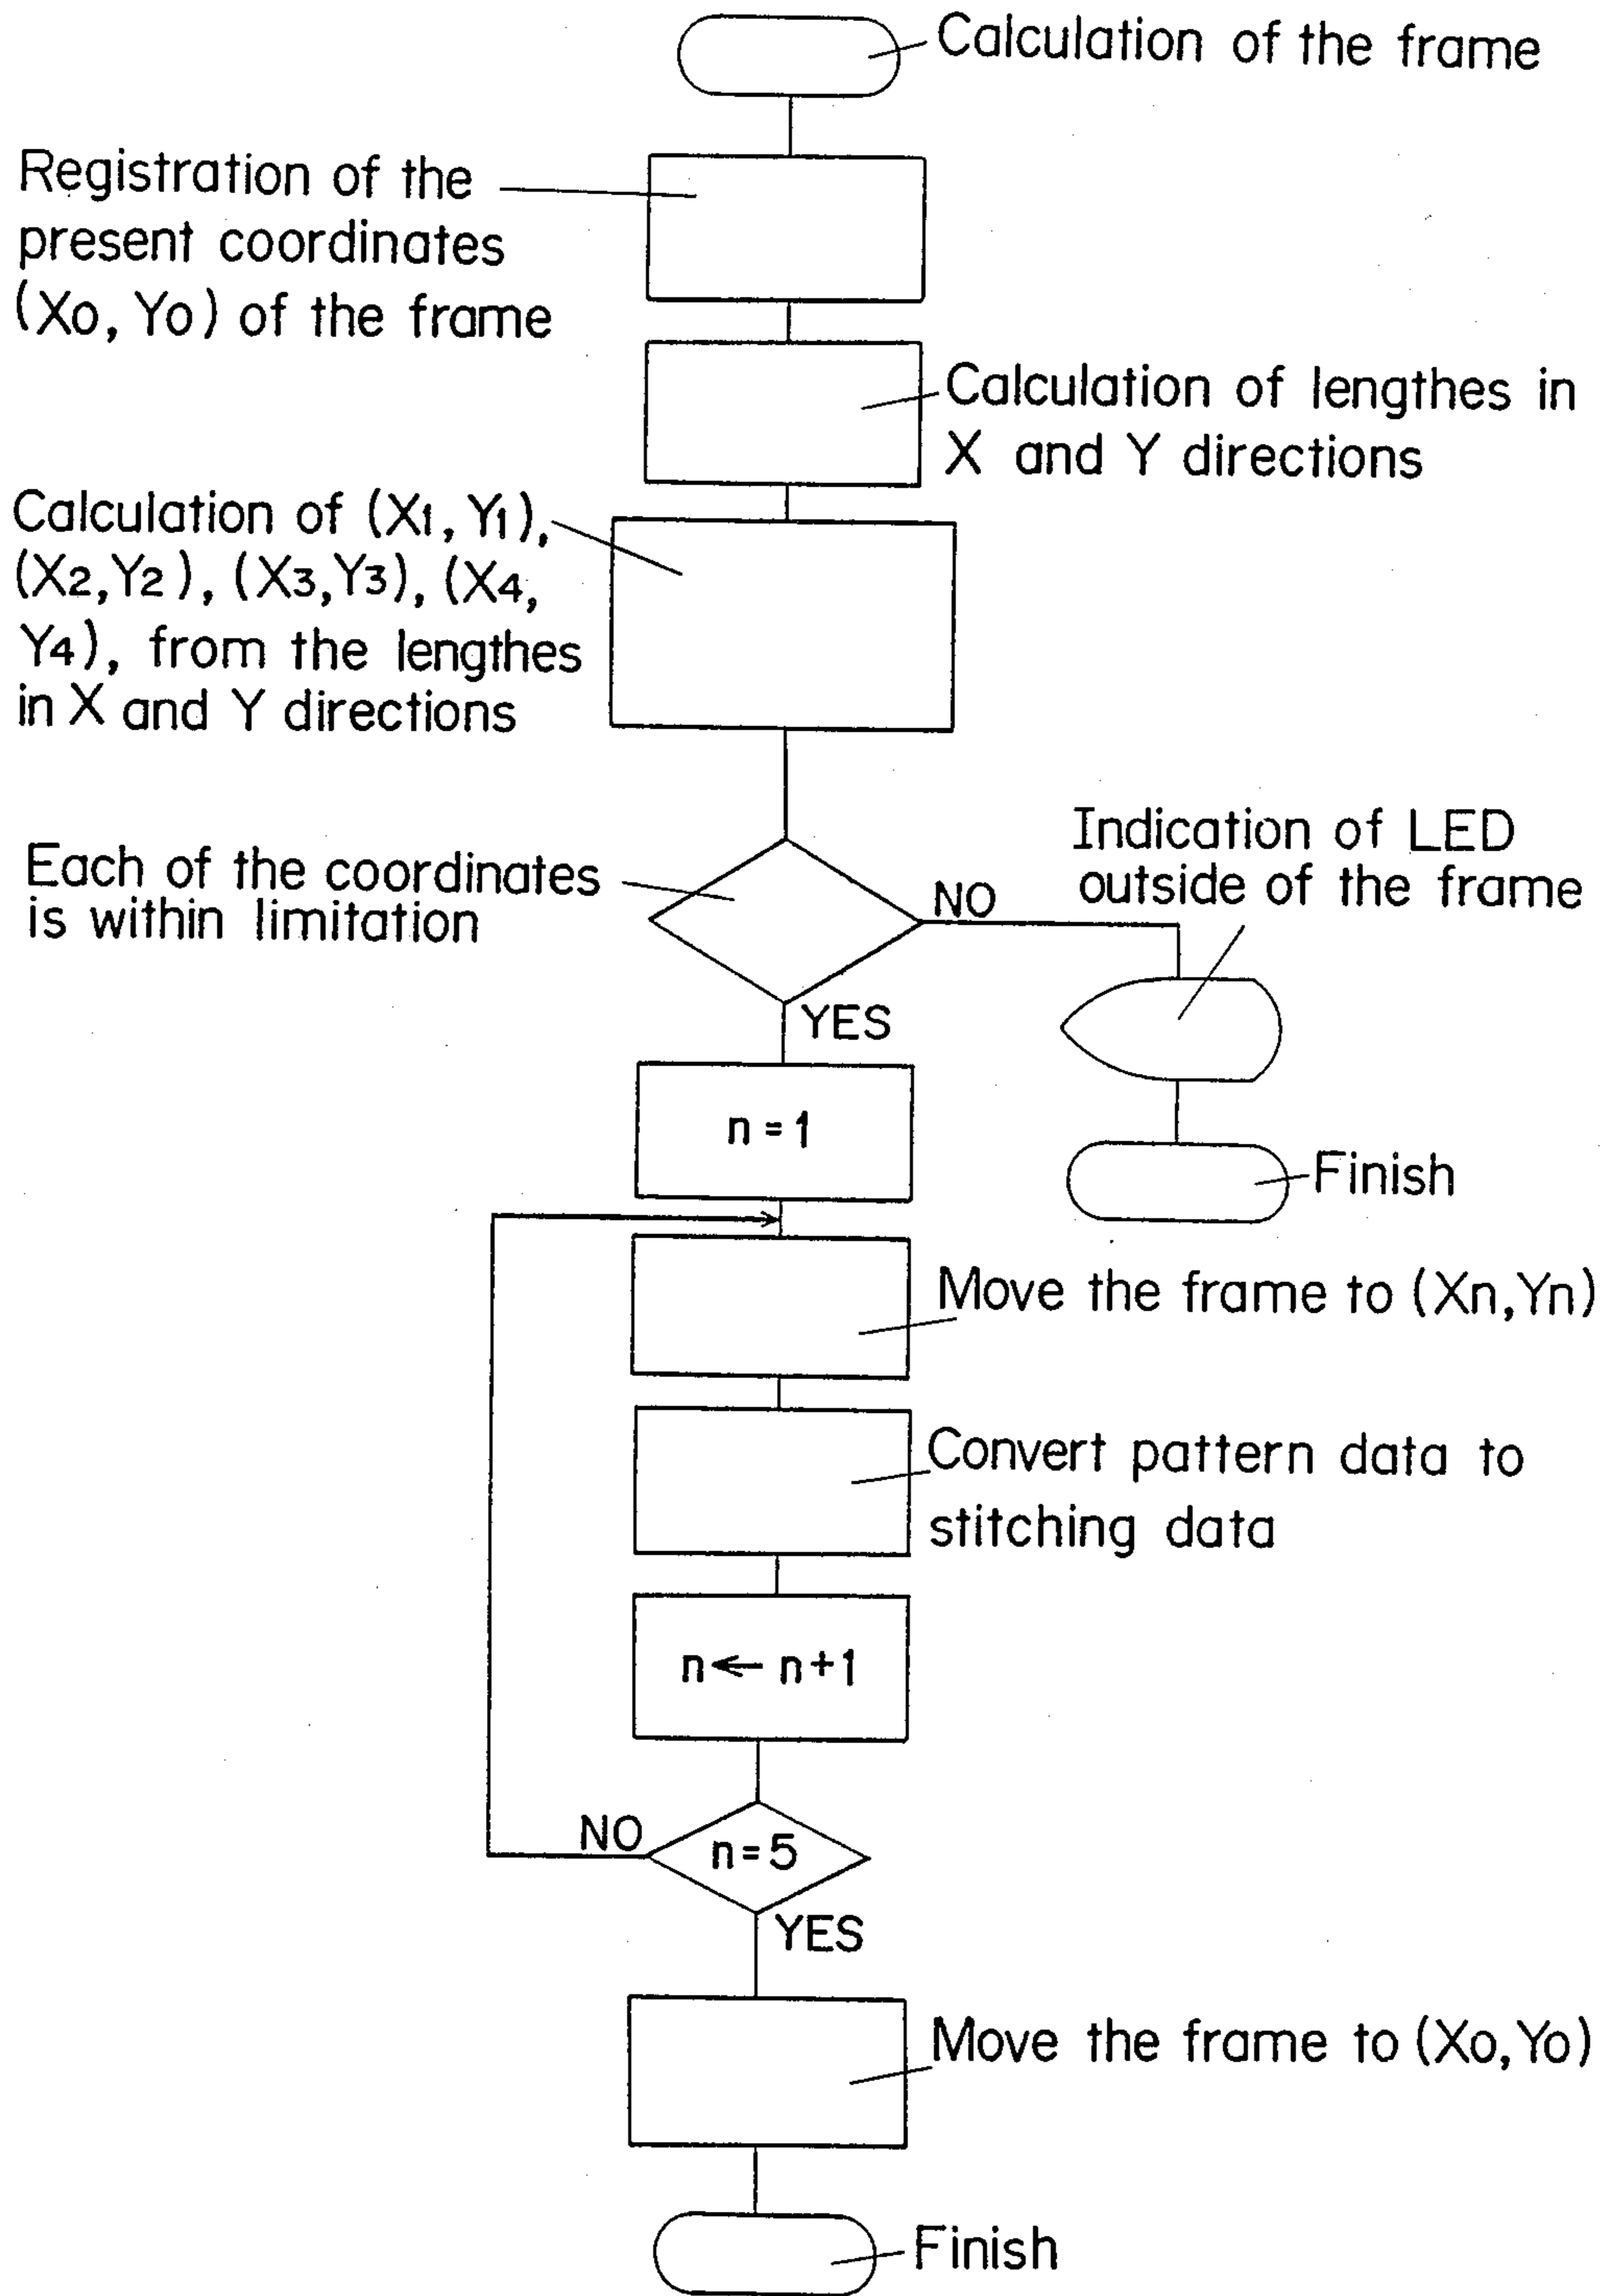 Calculation of the frame
Registration of the
present coordinates
(Xo, Yo) of the frame
Calculation of lengthes in
X and Y directions
Calculation of (X1, Y1),
(X2,Y2), (X3,Y3), (X4,
Y4), from the lengthes
in X and Y directions
Each of the coordinates
is within limitation
NO
Indication of LED
outside of the frame
YES
n = 1
Finish
Move the frame to (Xn,Yn)
Convert pattern data to
stitching data
n← n+1
NO
n=5
YES
Move the frame to (Xo,Yo)
Finish